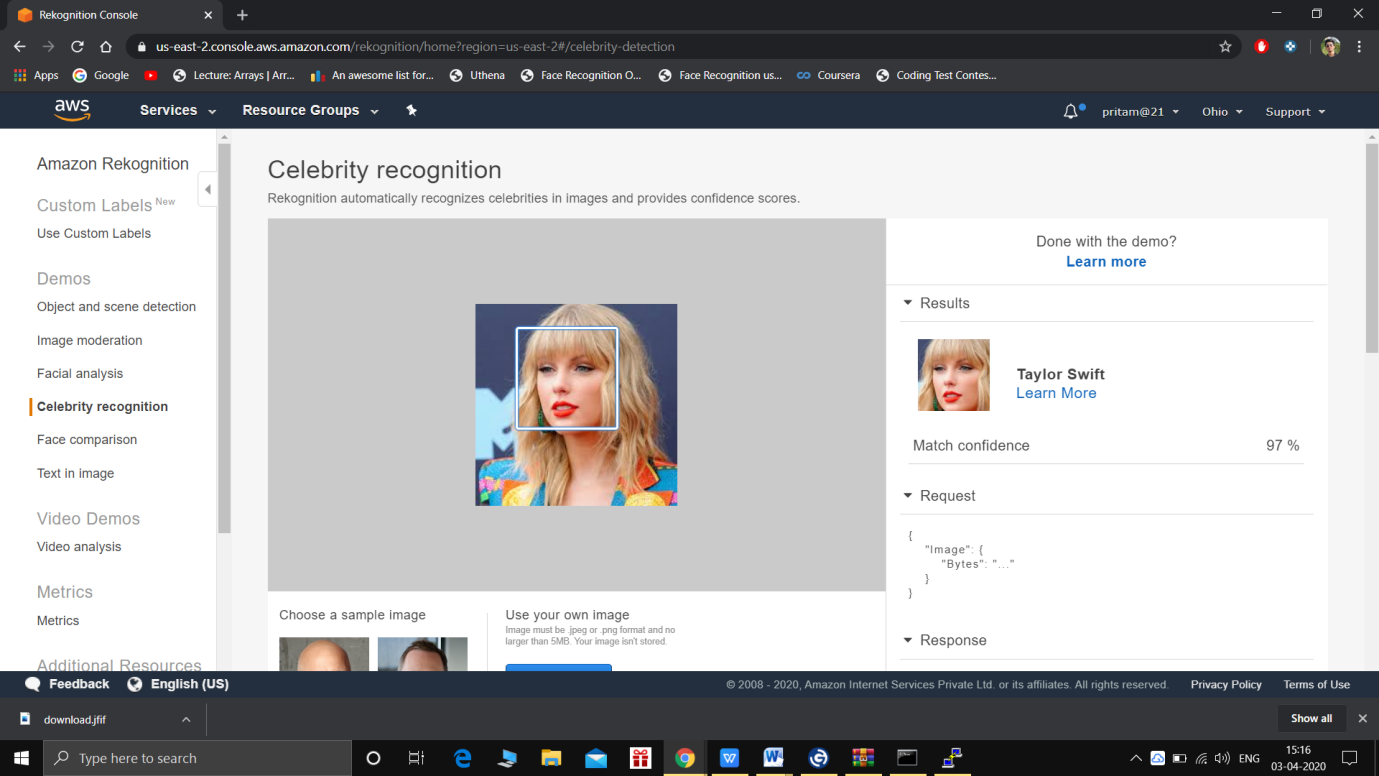 Rekognition Console
us-east-2.console.aws.amazon.com/rekognition/home?region=us-east-2#/celebrity-detection
Apps Google Lecture: Arrays | Arr... An awesome list for... Uthena Face Recognition O... Face Recognition us... Coursera Coding Test Contes...
aws Services Resource Groups pritam@21 Ohio Support
Amazon Rekognition
Custom Labels New
Use Custom Labels
Demos
Object and scene detection
Image moderation
Facial analysis
Celebrity recognition
Face comparison
Text in image
Video Demos
Video analysis
Metrics
Metrics
Additional Resources
Celebrity recognition
Rekognition automatically recognizes celebrities in images and provides confidence scores.
Choose a sample image
Use your own image
Image must be .jpeg or .png format and no
larger than 5MB. Your image isn't stored.
Done with the demo?
Learn more
Results
Taylor Swift
Learn More
Match confidence 97 %
Request
{
"Image": {
"Bytes": "..."
}
}
Response
Feedback English (US) © 2008 - 2020, Amazon Internet Services Private Ltd. or its affiliates. All rights reserved. Privacy Policy Terms of Use
download.jfif Show all
Type here to search
ENG
15:16
03-04-2020